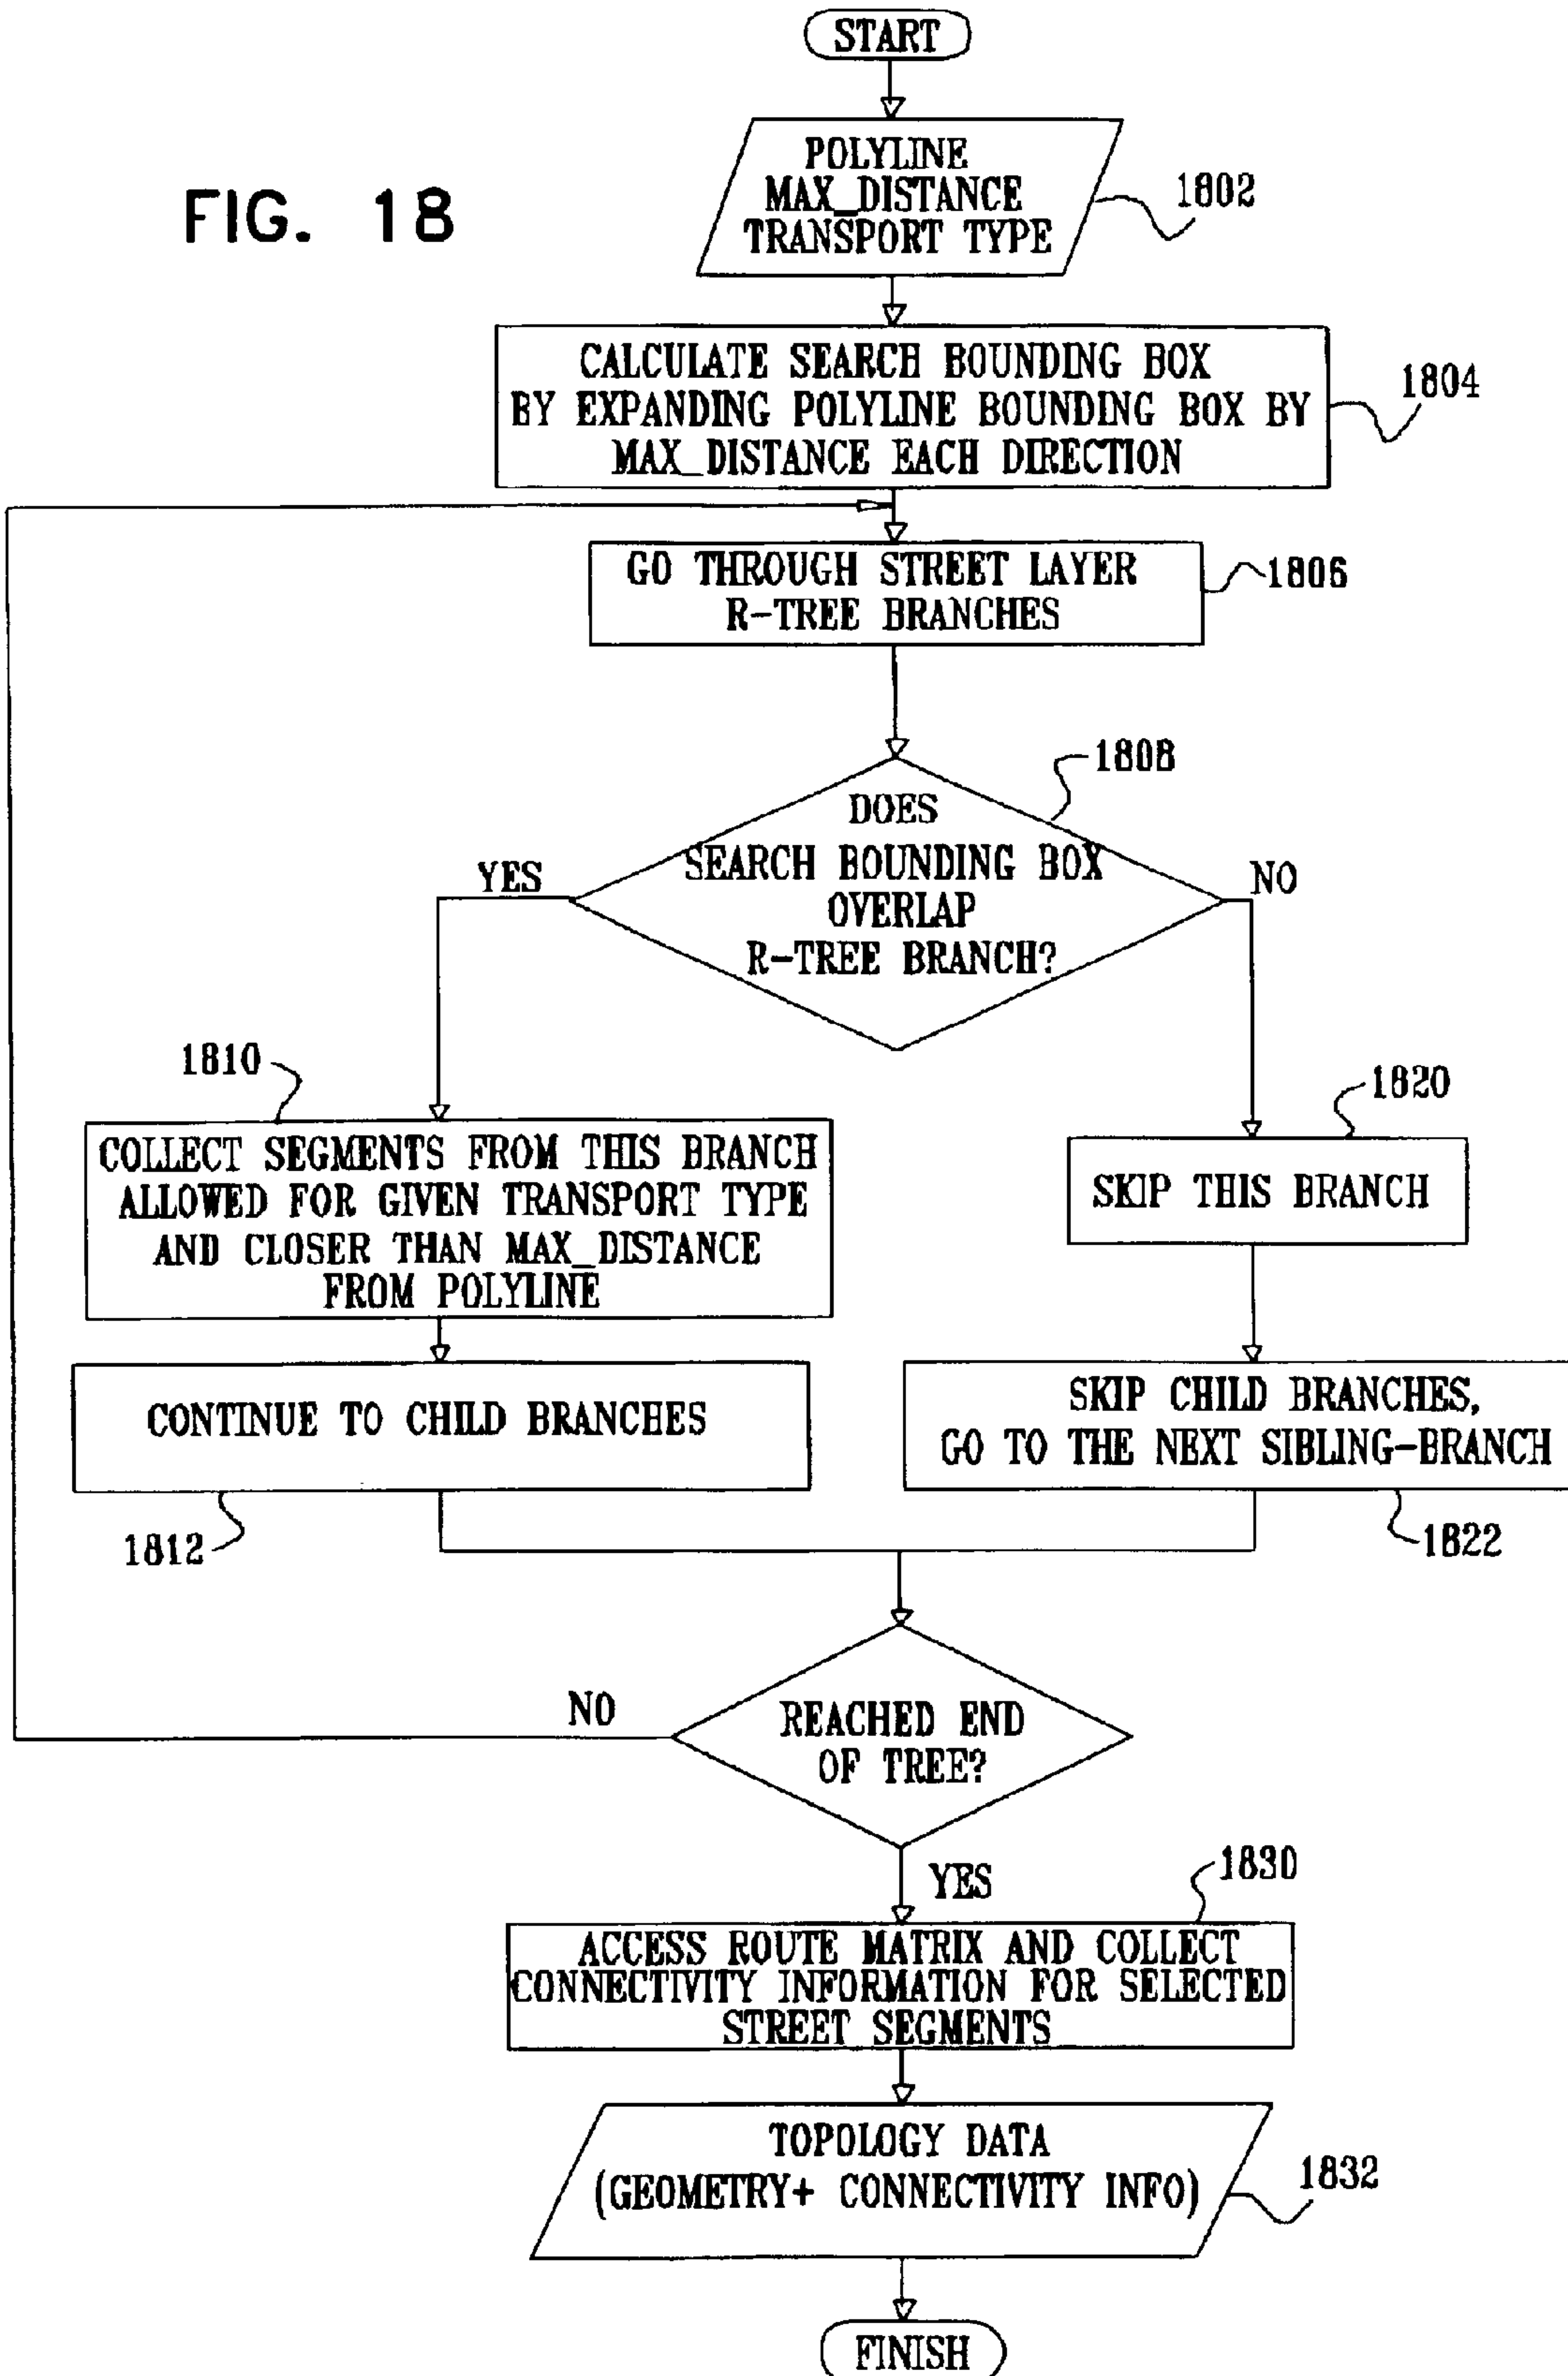 START
FIG. 18
POLYLINE
MAX_DISTANCE
TRANSPORT TYPE
1802
CALCULATE SEARCH BOUNDING BOX
BY EXPANDING POLYLINE BOUNDING BOX BY
MAX_DISTANCE EACH DIRECTION
1804
GO THROUGH STREET LAYER
R-TREE BRANCHES
1806
1808
DOES
SEARCH BOUNDING BOX
OVERLAP
R-TREE BRANCH?
YES
NO
1810
COLLECT SEGMENTS FROM THIS BRANCH
ALLOWED FOR GIVEN TRANSPORT TYPE
AND CLOSER THAN MAX_DISTANCE
FROM POLYLINE
1820
SKIP THIS BRANCH
CONTINUE TO CHILD BRANCHES
1812
SKIP CHILD BRANCHES,
GO TO THE NEXT SIBLING-BRANCH
1822
REACHED END
OF TREE?
NO
YES
1830
ACCESS ROUTE MATRIX AND COLLECT
CONNECTIVITY INFORMATION FOR SELECTED
STREET SEGMENTS
TOPOLOGY DATA
(GEOMETRY+ CONNECTIVITY INFO)
1832
FINISH